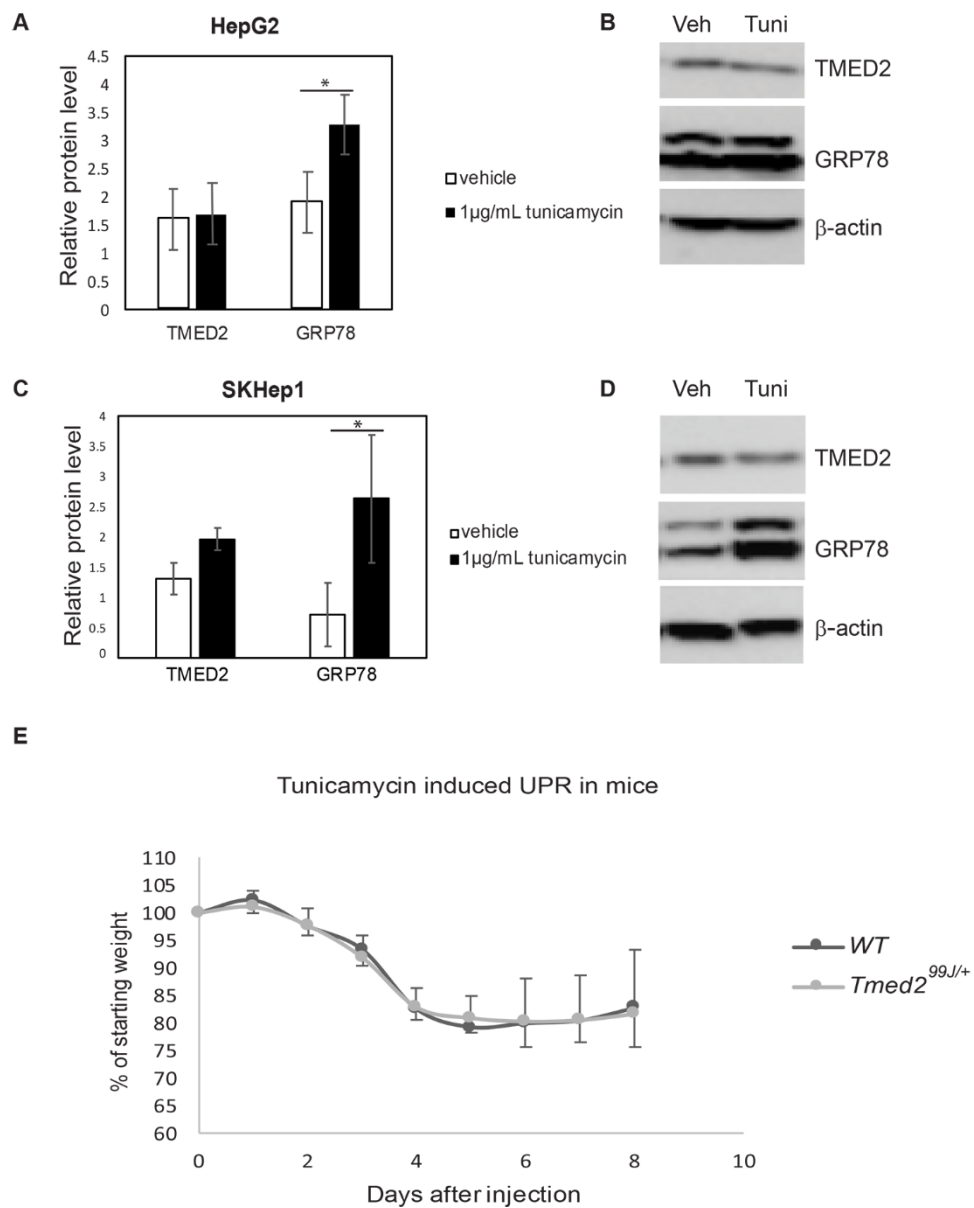 A
HepG2
Relative protein level
4.5
4
3.5
3
2.5
2
1.5
1
0.5
0
*
TMED2 GRP78
vehicle
1µg/mL tunicamycin
B
Veh Tuni
TMED2
GRP78
β-actin
C
SKHep1
Relative protein level
4
3.5
3
2.5
2
1.5
1
0.5
0
*
TMED2 GRP78
vehicle
1µg/mL tunicamycin
D
Veh Tuni
TMED2
GRP78
β-actin
E
Tunicamycin induced UPR in mice
% of starting weight
110
105
100
95
90
85
80
75
70
65
60
0 2 4 6 8 10
Days after injection
WT
Tmed2^99J/+